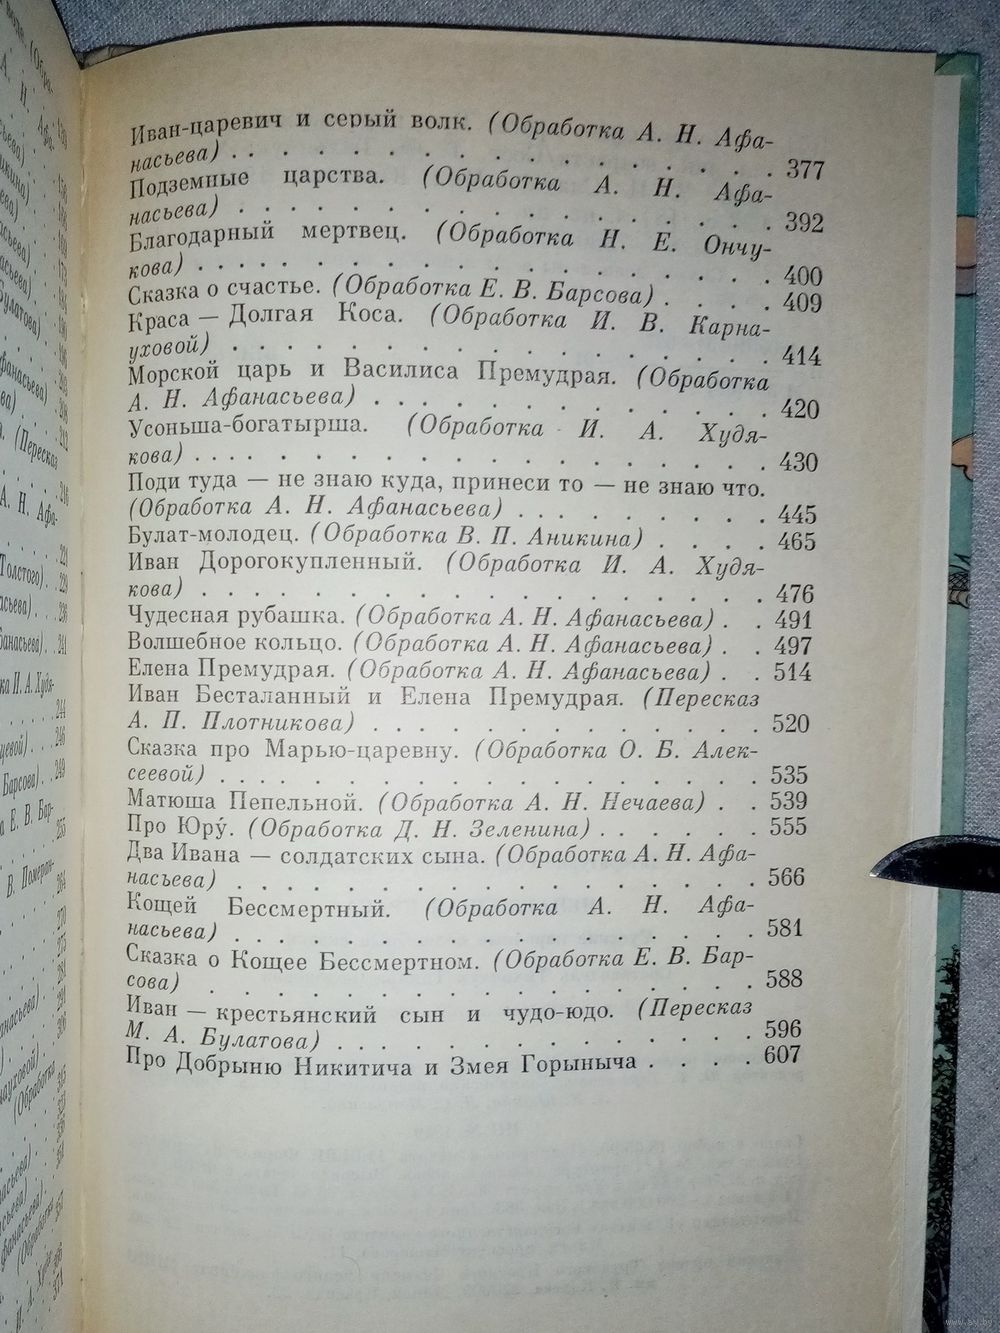 Иван-царевич и серый волк. (Обработка А. Н. Афа-
насьева) . . . . . . . . . . . . . . . . . 377
Подземные царства. (Обработка А. Н. Афа-
насьева) . . . . . . . . . . . . . . . . . 392
Благодарный мертвец. (Обработка Н. Е. Ончу-
кова) . . . . . . . . . . . . . . . . . . 400
Сказка о счастье. (Обработка Е. В. Барсова) . . . . 409
Краса — Долгая Коса. (Обработка И. В. Карна-
уховой) . . . . . . . . . . . . . . . . . 414
Морской царь и Василиса Премудрая. (Обработка
А. Н. Афанасьева) . . . . . . . . . . . . 420
Усоньша-богатырша. (Обработка И. А. Худя-
кова) . . . . . . . . . . . . . . . . . . 430
Поди туда — не знаю куда, принеси то — не знаю что.
(Обработка А. Н. Афанасьева) . . . . . . . . 445
Булат-молодец. (Обработка В. П. Аникина) . . . . 465
Иван Дорогокупленный. (Обработка И. А. Худя-
кова) . . . . . . . . . . . . . . . . . . 476
Чудесная рубашка. (Обработка А. Н. Афанасьева) . . 491
Волшебное кольцо. (Обработка А. Н. Афанасьева) . . 497
Елена Премудрая. (Обработка А. Н. Афанасьева) . . 514
Иван Бесталанный и Елена Премудрая. (Пересказ
А. П. Плотникова) . . . . . . . . . . . . 520
Сказка про Марью-царевну. (Обработка О. Б. Алек-
сеевой) . . . . . . . . . . . . . . . . . 535
Матюша Пепельной. (Обработка А. Н. Нечаева) . . 539
Про Юру́. (Обработка Д. Н. Зеленина) . . . . . . 555
Два Ивана — солдатских сына. (Обработка А. Н. Афа-
насьева) . . . . . . . . . . . . . . . . . 566
Кощей Бессмертный. (Обработка А. Н. Афа-
насьева) . . . . . . . . . . . . . . . . . 581
Сказка о Кощее Бессмертном. (Обработка Е. В. Бар-
сова) . . . . . . . . . . . . . . . . . . 588
Иван — крестьянский сын и чудо-юдо. (Пересказ
М. А. Булатова) . . . . . . . . . . . . . 596
Про Добрыню Никитича и Змея Горыныча . . . . 607